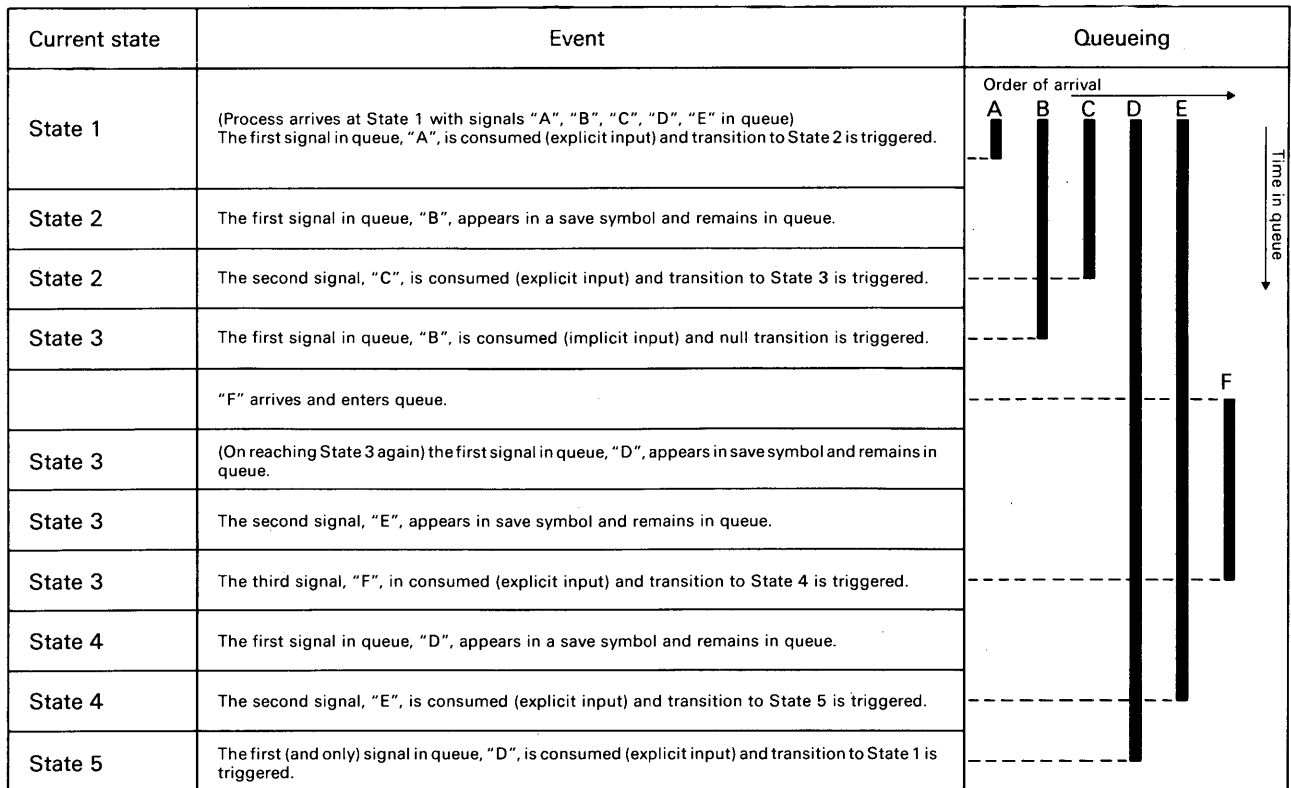 Current state
Event
Queueing
State 1
(Process arrives at State 1 with signals "A", "B", "C", "D", "E" in queue)
The first signal in queue, "A", is consumed (explicit input) and transition to State 2 is triggered.
Order of arrival
A B C D E
Time in queue
State 2
The first signal in queue, "B", appears in a save symbol and remains in queue.
State 2
The second signal, "C", is consumed (explicit input) and transition to State 3 is triggered.
State 3
The first signal in queue, "B", is consumed (implicit input) and null transition is triggered.
"F" arrives and enters queue.
F
State 3
(On reaching State 3 again) the first signal in queue, "D", appears in save symbol and remains in
queue.
State 3
The second signal, "E", appears in save symbol and remains in queue.
State 3
The third signal, "F", in consumed (explicit input) and transition to State 4 is triggered.
State 4
The first signal in queue, "D", appears in a save symbol and remains in queue.
State 4
The second signal, "E", is consumed (explicit input) and transition to State 5 is triggered.
State 5
The first (and only) signal in queue, "D", is consumed (explicit input) and transition to State 1 is
triggered.